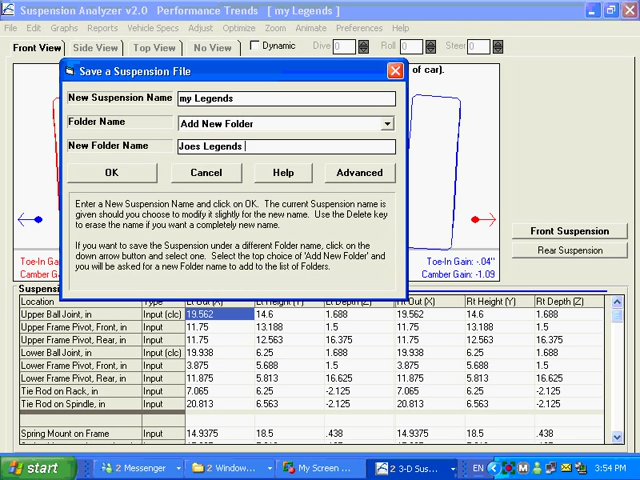 Suspension Analyzer v2.0   Performance Trends   [ my Legends ]
File Edit Graphs Reports Vehicle Specs Adjust Optimize Zoom Animate Preferences Help
Front View Side View Top View No View Dynamic Dive 0 Roll 0 Steer 0
Save a Suspension File
of car).
New Suspension Name my Legends
Folder Name Add New Folder
New Folder Name Joes Legends
OK Cancel Help Advanced
Enter a New Suspension Name and click on OK. The current Suspension name is
given should you choose to modify it slightly for the new name. Use the Delete key
to erase the name if you want a completely new name.
If you want to save the Suspension under a different Folder name, click on the
down arrow button and select one. Select the top choice of 'Add New Folder' and
you will be asked for a new Folder name to add to the list of Folders.
Front Suspension
Rear Suspension
Toe-In Gain: -.04"
Camber Gain: -1.09
Toe-In
Camber
Suspens
Location Type Lt Out (X) Lt Height (Y) Lt Depth (Z) Rt Out (X) Rt Height (Y) Rt Depth (Z)
Upper Ball Joint, in Input (clc) 19.562 14.6 1.688 19.562 14.6 1.688
Upper Frame Pivot, Front, in Input 11.75 13.188 1.5 11.75 13.188 1.5
Upper Frame Pivot, Rear, in Input 11.75 12.563 16.375 11.75 12.563 16.375
Lower Ball Joint, in Input (clc) 19.938 6.25 1.688 19.938 6.25 1.688
Lower Frame Pivot, Front, in Input 3.875 5.688 1.5 3.875 5.688 1.5
Lower Frame Pivot, Rear, in Input 11.875 5.813 16.625 11.875 5.813 16.625
Tie Rod on Rack, in Input 7.065 6.25 -2.125 7.065 6.25 -2.125
Tie Rod on Spindle, in Input 20.813 6.563 -2.125 20.813 6.563 -2.125
Spring Mount on Frame Input 14.9375 18.5 .438 14.9375 18.5 .438
start 2 Messenger 2 Window... My Screen ... 2 3-D Sus... EN 3:54 PM